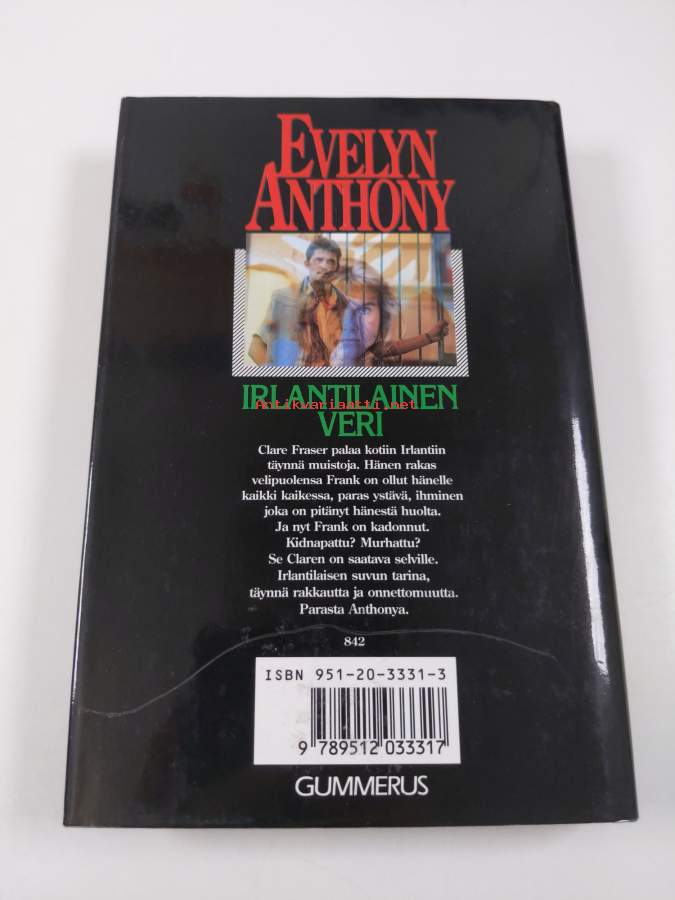 EVELYN
ANTHONY
IRLANTILAINEN
Antikvariaatti.net
VERI
Clare Fraser palaa kotiin Irlantiin
täynnä muistoja. Hänen rakas
velipuolensa Frank on ollut hänelle
kaikki kaikessa, paras ystävä, ihminen
joka on pitänyt hänestä huolta.
Ja nyt Frank on kadonnut.
Kidnapattu? Murhattu?
Se Claren on saatava selville.
Irlantilaisen suvun tarina,
täynnä rakkautta ja onnettomuutta.
Parasta Anthonya.
842
ISBN 951-20-3331-3
9 789512 033317
GUMMERUS